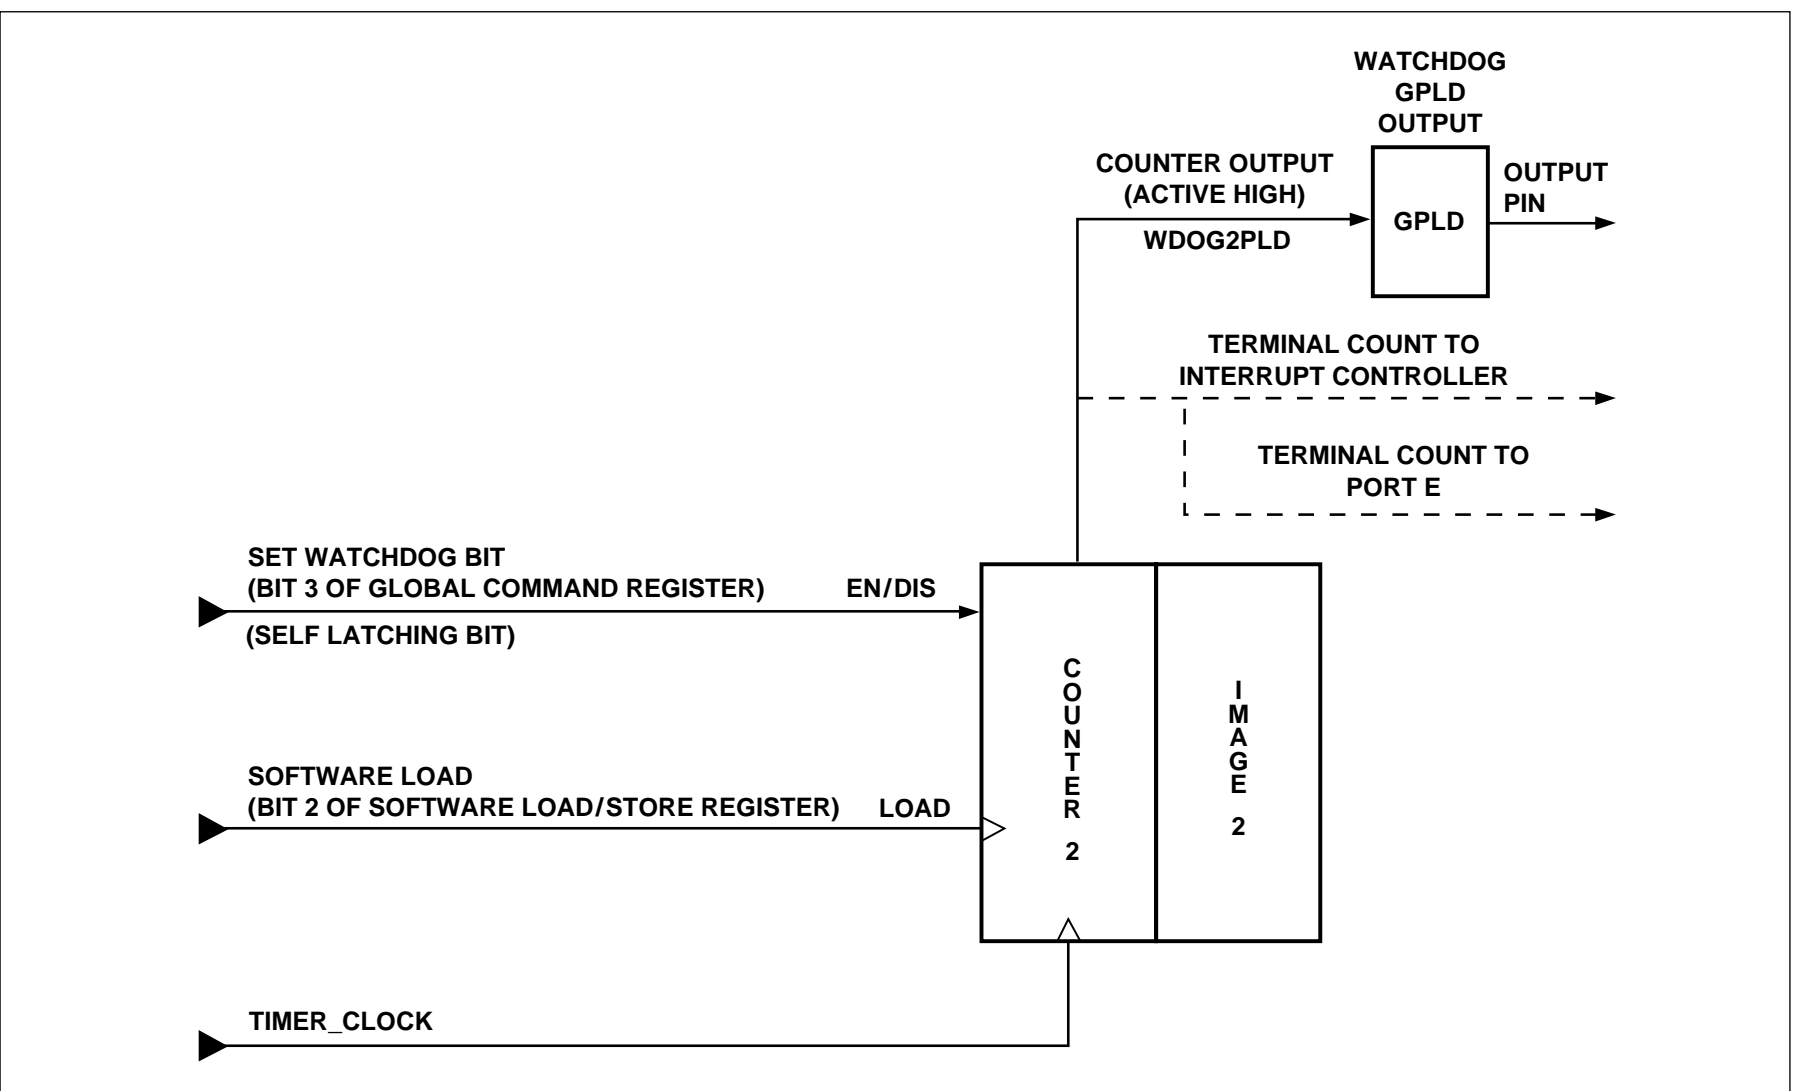 WATCHDOG
GPLD
OUTPUT
COUNTER OUTPUT
(ACTIVE HIGH)
WDOG2PLD
GPLD
OUTPUT
PIN
TERMINAL COUNT TO
INTERRUPT CONTROLLER
TERMINAL COUNT TO
PORT E
SET WATCHDOG BIT
(BIT 3 OF GLOBAL COMMAND REGISTER)
EN/DIS
(SELF LATCHING BIT)
SOFTWARE LOAD
(BIT 2 OF SOFTWARE LOAD/STORE REGISTER)
LOAD
COUNTER 2
IMAGE 2
TIMER_CLOCK